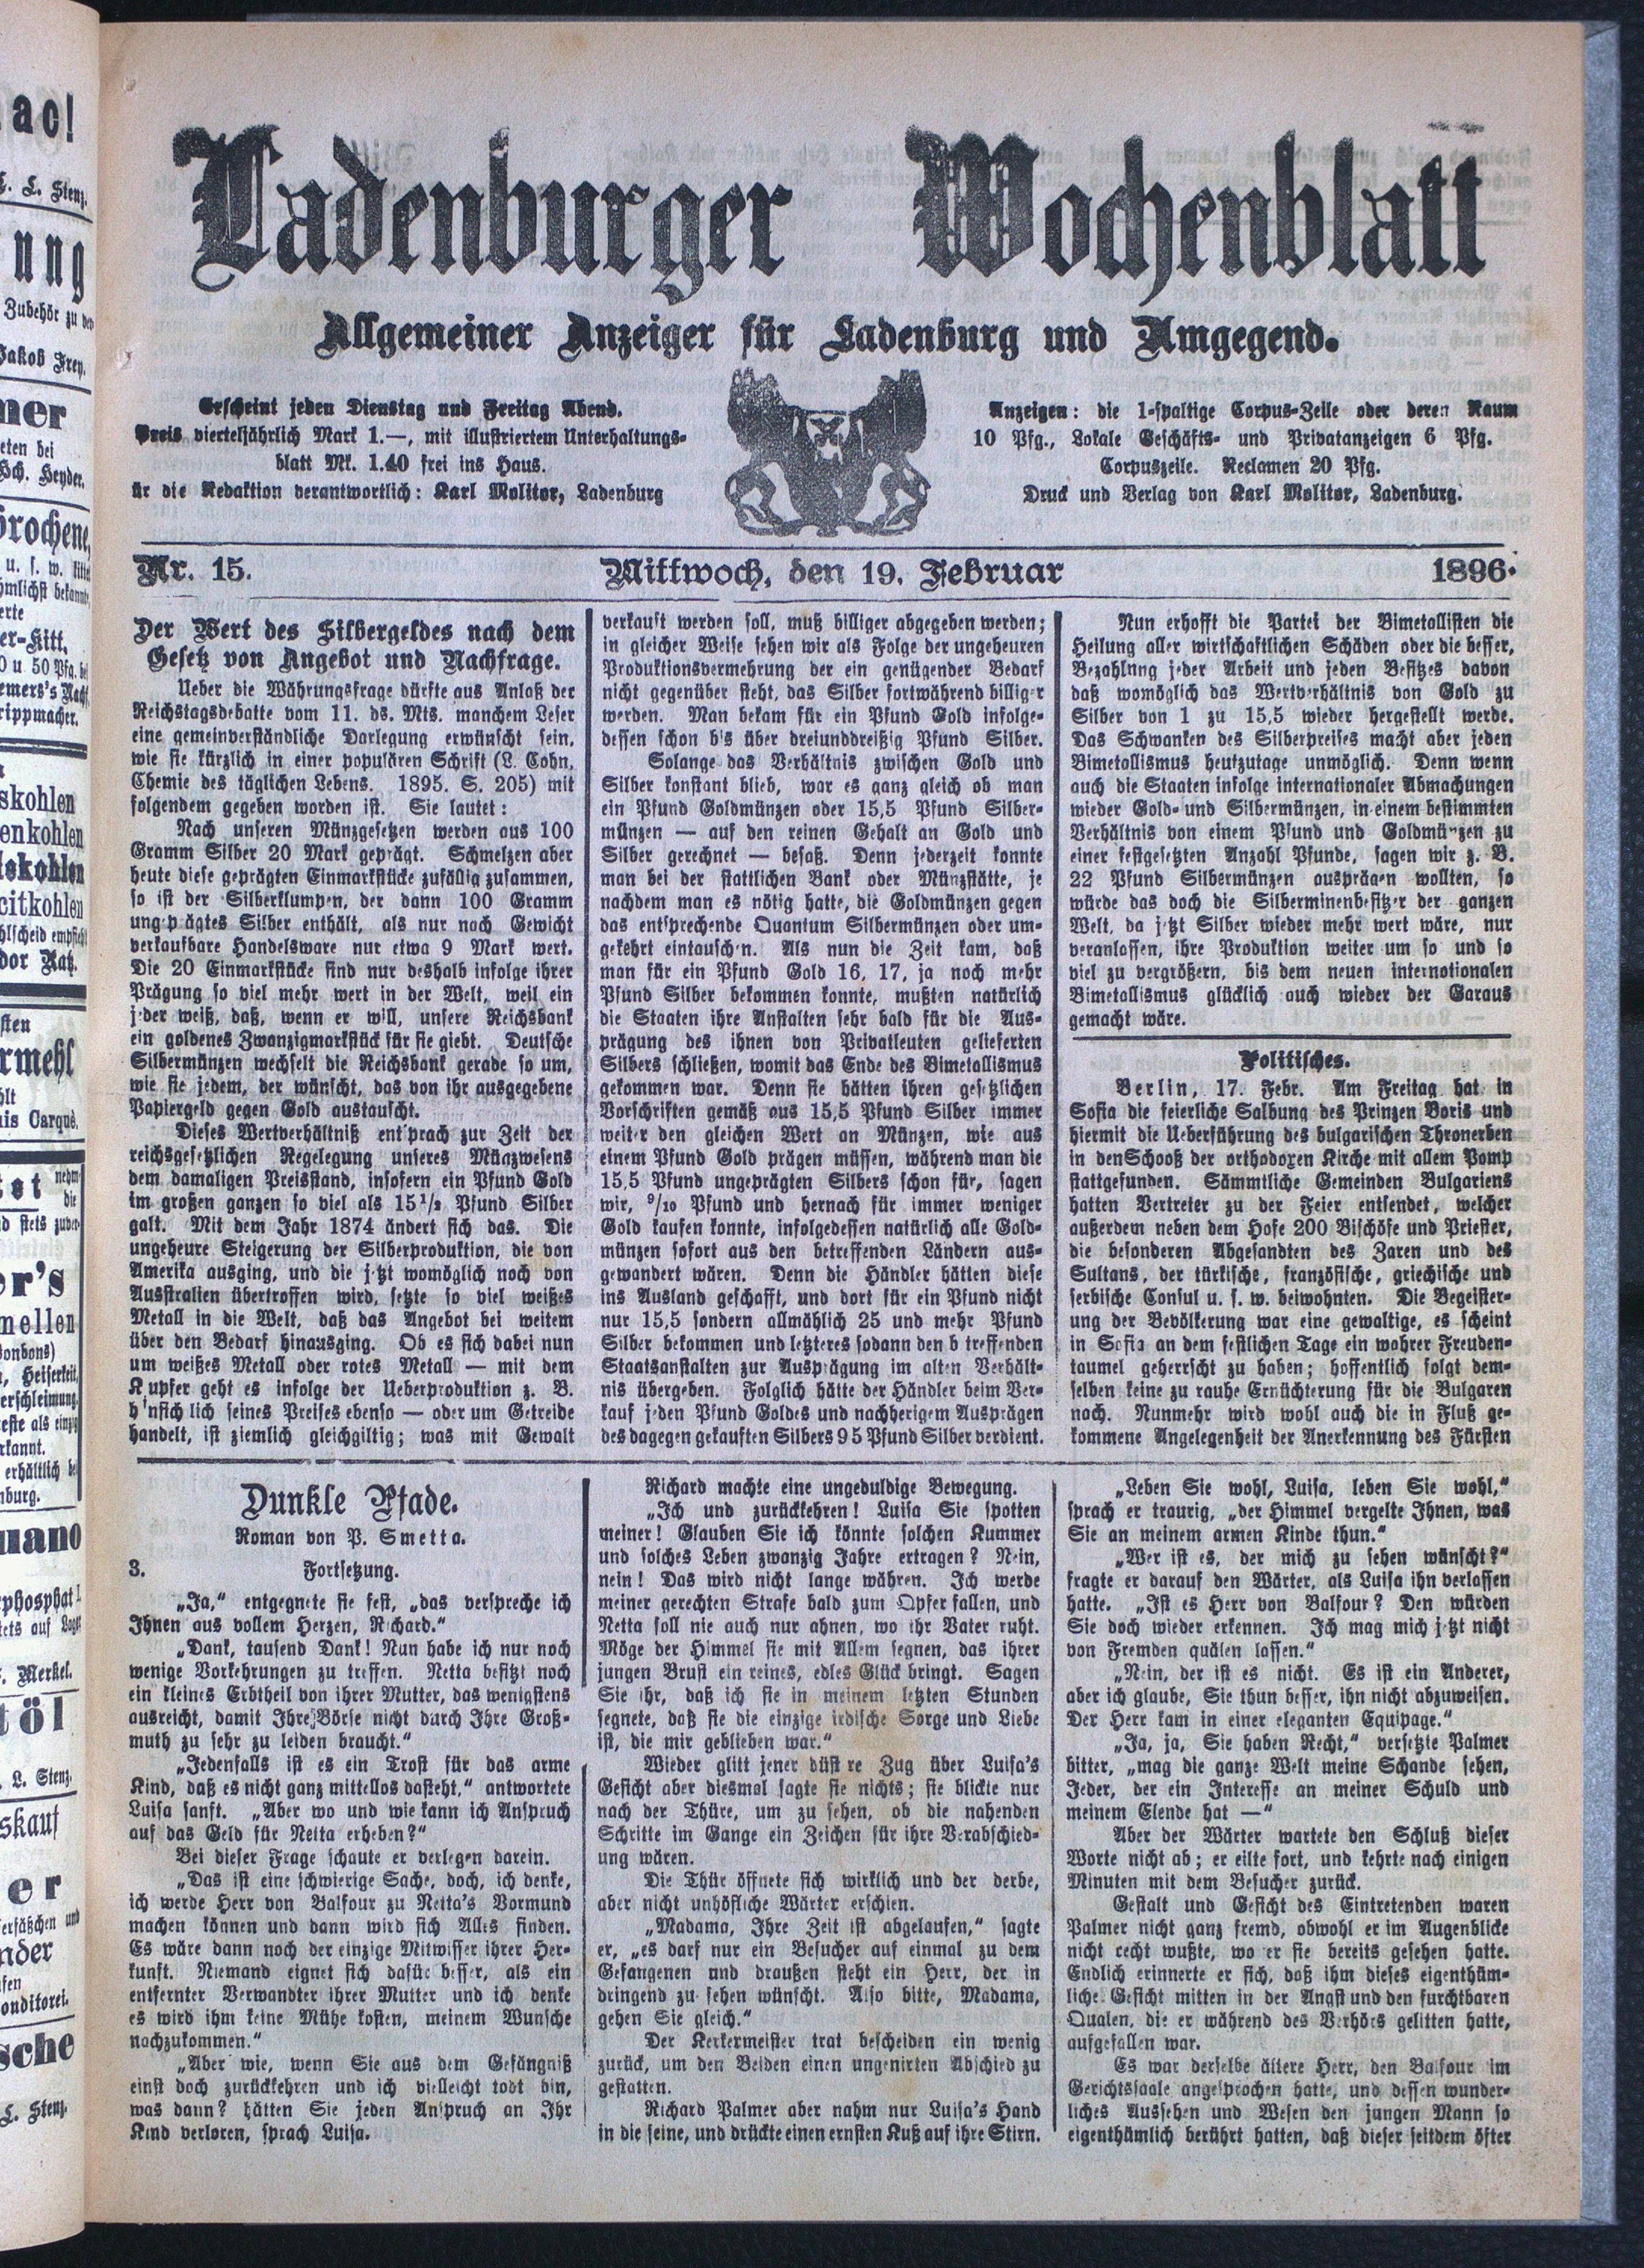 Ladenburger Wochenblatt
Allgemeiner Anzeiger für Ladenburg und Umgegend.
Erscheint jeden Dienstag und Freitag Abend.
Preis vierteljährlich Mark 1.—, mit illustriertem Unterhaltungs-
blatt Mk. 1.40 frei ins Haus.
ür die Redaktion verantwortlich: Karl Molitor, Ladenburg
Anzeigen: die 1-spaltige Corpus-Zeile oder deren Raum
10 Pfg., Lokale Geschäfts- und Privatanzeigen 6 Pfg.
Corpuszeile. Reclamen 20 Pfg.
Druck und Verlag von Karl Molitor, Ladenburg.
Nr. 15. Mittwoch, den 19. Februar 1896.
Der Wert des Silbergeldes nach dem
Gesetz von Angebot und Nachfrage.
Ueber die Währungsfrage dürfte aus Anlaß der
Reichstagsdebatte vom 11. ds. Mts. manchem Leser
eine gemeinverständliche Darlegung erwünscht sein,
wie sie kürzlich in einer populären Schrift (L. Cohn,
Chemie des täglichen Lebens. 1895. S. 205) mit
folgendem gegeben worden ist. Sie lautet:
Nach unseren Münzgesetzen werden aus 100
Gramm Silber 20 Mark geprägt. Schmelzen aber
heute diese geprägten Einmarkstücke zufällig zusammen,
so ist der Silberklumpen, der dann 100 Gramm
ungeprägtes Silber enthält, als nur nach Gewicht
verkaufbare Handelsware nur etwa 9 Mark wert.
Die 20 Einmarkstücke sind nur deshalb infolge ihrer
Prägung so viel mehr wert in der Welt, weil ein
jeder weiß, daß, wenn er will, unsere Reichsbank
ein goldenes Zwanzigmarkstück für sie giebt. Deutsche
Silbermünzen wechselt die Reichsbank gerade so um,
wie sie jedem, der wünscht, das von ihr ausgegebene
Papiergeld gegen Gold austauscht.
Dieses Wertverhältniß entsprach zur Zeit der
reichsgesetzlichen Regelegung unseres Münzwesens
dem damaligen Preisstand, insofern ein Pfund Gold
im großen ganzen so viel als 15½ Pfund Silber
galt. Mit dem Jahr 1874 ändert sich das. Die
ungeheure Steigerung der Silberproduktion, die von
Amerika ausging, und die jetzt womöglich noch von
Ausstralien übertroffen wird, setzte so viel weißes
Metall in die Welt, daß das Angebot bei weitem
über den Bedarf hinausging. Ob es sich dabei nun
um weißes Metall oder rotes Metall — mit dem
Kupfer geht es infolge der Ueberproduktion z. B.
hinsichlich seines Preises ebenso — oder um Getreide
handelt, ist ziemlich gleichgiltig; was mit Gewalt
verkauft werden soll, muß billiger abgegeben werden;
in gleicher Weise sehen wir als Folge der ungeheuren
Produktionsvermehrung der ein genügender Bedarf
nicht gegenüber steht, das Silber fortwährend billiger
werden. Man bekam für ein Pfund Gold infolge-
dessen schon bis über dreiunddreißig Pfund Silber.
Solange das Verhältnis zwischen Gold und
Silber konstant blieb, war es ganz gleich ob man
ein Pfund Goldmünzen oder 15,5 Pfund Silber-
münzen — auf den reinen Gehalt an Gold und
Silber gerechnet — besaß. Denn jederzeit konnte
man bei der stattlichen Bank oder Münzstätte, je
nachdem man es nötig hatte, die Goldmünzen gegen
das entsprechende Quantum Silbermünzen oder um-
gekehrt eintauschen. Als nun die Zeit kam, daß
man für ein Pfund Gold 16, 17, ja noch mehr
Pfund Silber bekommen konnte, mußten natürlich
die Staaten ihre Anstalten sehr bald für die Aus-
prägung des ihnen von Privatleuten gelieferten
Silbers schließen, womit das Ende des Bimetallismus
gekommen war. Denn sie hätten ihren gesetzlichen
Vorschriften gemäß aus 15,5 Pfund Silber immer
weiter den gleichen Wert an Münzen, wie aus
einem Pfund Gold prägen müssen, während man die
15,5 Pfund ungeprägten Silbers schon für, sagen
wir, 9/10 Pfund und hernach für immer weniger
Gold kaufen konnte, infolgedessen natürlich alle Gold-
münzen sofort aus den betreffenden Ländern aus-
gewandert wären. Denn die Händler hätten diese
ins Ausland geschafft, und dort für ein Pfund nicht
nur 15,5 sondern allmählich 25 und mehr Pfund
Silber bekommen und letzteres sodann den b treffenden
Staatsanstalten zur Ausprägung im alten Verhält-
nis übergeben. Folglich hätte der Händler beim Ver-
kauf jeden Pfund Goldes und nachherigem Ausprägen
des dagegen gekauften Silbers 95 Pfund Silber verdient.
Nun erhofft die Partei der Bimetallisten die
Heilung aller wirtschaftlichen Schäden oder die besser,
Bezahlnng jeder Arbeit und jeden Besitzes davon
daß womöglich das Wertverhältnis von Gold zu
Silber von 1 zu 15,5 wieder hergestellt werde.
Das Schwanken des Silberpreises macht aber jeden
Bimetallismus heutzutage unmöglich. Denn wenn
auch die Staaten infolge internationaler Abmachungen
wieder Gold- und Silbermünzen, in einem bestimmten
Verhältnis von einem Pfund und Goldmünzen zu
einer festgesetzten Anzahl Pfunde, sagen wir z. B.
22 Pfund Silbermünzen ausprägen wollten, so
würde das doch die Silberminenbesitzer der ganzen
Welt, da jetzt Silber wieder mehr wert wäre, nur
veranlassen, ihre Produktion weiter um so und so
viel zu vergrößern, bis dem neuen internotionalen
Bimetallismus glücklich auch wieder der Garaus
gemacht wäre.
Politisches.
Berlin, 17. Febr. Am Freitag hat in
Sofia die feierliche Salbung des Prinzen Boris und
hiermit die Ueberführung des bulgarischen Thronerben
in den Schooß der orthodoxen Kirche mit allem Pomp
stattgefunden. Sämmtliche Gemeinden Bulgariens
hatten Vertreter zu der Feier entsendet, welcher
außerdem neben dem Hofe 200 Bischöfe und Priester,
die besonderen Abgesandten des Zaren und des
Sultans, der türkische, französische, griechische und
serbische Consul u. s. w. beiwohnten. Die Begeister-
ung der Bevölkerung war eine gewaltige, es scheint
in Sofia an dem festlichen Tage ein wahrer Freuden-
taumel geherrscht zu haben; hoffentlich folgt dem-
selben keine zu rauhe Ernüchterung für die Bulgaren
nach. Nunmehr wird wohl auch die in Fluß ge-
kommene Angelegenheit der Anerkennung des Fürsten
Dunkle Pfade.
Roman von P. Smetta.
3. Fortsetzung.
„Ja,“ entgegnete sie fest, „das verspreche ich
Ihnen aus vollem Herzen, Richard.“
„Dank, tausend Dank! Nun habe ich nur noch
wenige Vorkehrungen zu treffen. Netta besitzt noch
ein kleines Erbtheil von ihrer Mutter, das wenigstens
ausreicht, damit Ihre Börse nicht durch Ihre Groß-
muth zu sehr zu leiden braucht.“
„Jedenfalls ist es ein Trost für das arme
Kind, daß es nicht ganz mittellos dasteht,“ antwortete
Luisa sanft. „Aber wo und wie kann ich Anspruch
auf das Geld für Netta erheben?“
Bei dieser Frage schaute er verlegen darein.
„Das ist eine schwierige Sache, doch, ich denke,
ich werde Herr von Balfour zu Netta's Vormund
machen können und dann wird sich Alles finden.
Es wäre dann noch der einzige Mitwisser ihrer Her-
kunft. Niemand eignet sich dafür besser, als ein
entfernter Verwandter ihrer Mutter und ich denke
es wird ihm keine Mühe kosten, meinem Wunsche
nachzukommen.“
„Aber wie, wenn Sie aus dem Gefängniß
einst doch zurückkehren und ich vielleicht todt bin,
was dann? hätten Sie jeden Anspruch an Ihr
Kind verloren, sprach Luisa.
Richard machte eine ungeduldige Bewegung.
„Ich und zurückkehren! Luisa Sie spotten
meiner! Glauben Sie ich könnte solchen Kummer
und solches Leben zwanzig Jahre ertragen? Nein,
nein! Das wird nicht lange währen. Ich werde
meiner gerechten Strafe bald zum Opfer fallen, und
Netta soll nie auch nur ahnen, wo ihr Vater ruht.
Möge der Himmel sie mit Allem segnen, das ihrer
jungen Brust ein reines, edles Glück bringt. Sagen
Sie ihr, daß ich sie in meinem letzten Stunden
segnete, daß sie die einzige irdische Sorge und Liebe
ist, die mir geblieben war.“
Wieder glitt jener düst re Zug über Luisa's
Gesicht aber diesmal sagte sie nichts; sie blickte nur
nach der Thüre, um zu sehen, ob die nahenden
Schritte im Gange ein Zeichen für ihre Verabschied-
ung wären.
Die Thür öffnete sich wirklich und der derbe,
aber nicht unhöfliche Wärter erschien.
„Madama, Ihre Zeit ist abgelaufen,“ sagte
er, „es darf nur ein Besucher auf einmal zu dem
Gefangenen und draußen steht ein Herr, der in
dringend zu sehen wünscht. Also bitte, Madama,
gehen Sie gleich.“
Der Kerkermeister trat bescheiden ein wenig
zurück, um den Beiden einen ungenirten Abschied zu
gestatten.
Richard Palmer aber nahm nur Luisa's Hand
in die seine, und drückte einen ernsten Kuß auf ihre Stirn.
„Leben Sie wohl, Luisa, leben Sie wohl,“
sprach er traurig, „der Himmel vergelte Ihnen, was
Sie an meinem armen Kinde thun.“
„Wer ist es, der mich zu sehen wünscht?“
fragte er darauf den Wärter, als Luisa ihn verlassen
hatte. „Ist es Herr von Balfour? Den würden
Sie doch wieder erkennen. Ich mag mich jetzt nicht
von Fremden quälen lassen.“
„Nein, der ist es nicht. Es ist ein Anderer,
aber ich glaube, Sie thun besser, ihn nicht abzuweisen.
Der Herr kam in einer eleganten Equipage.“
„Ja, ja, Sie haben Recht,“ versetzte Palmer
bitter, „mag die ganze Welt meine Schande sehen,
Jeder, der ein Interesse an meiner Schuld und
meinem Elende hat —“
Aber der Wärter wartete den Schluß dieser
Worte nicht ab; er eilte fort, und kehrte nach einigen
Minuten mit dem Besucher zurück.
Gestalt und Gesicht des Eintretenden waren
Palmer nicht ganz fremd, obwohl er im Augenblicke
nicht recht wußte, wo er sie bereits gesehen hatte.
Endlich erinnerte er sich, daß ihm dieses eigenthüm-
liche Gesicht mitten in der Angst und den furchtbaren
Qualen, die er während des Verhörs gelitten hatte,
aufgefallen war.
Es war derselbe ältere Herr, den Balfour im
Gerichtssaale angesprochen hatte, und dessen wunder-
liches Aussehen und Wesen den jungen Mann so
eigenthümlich berührt hatten, daß dieser seitdem öfter